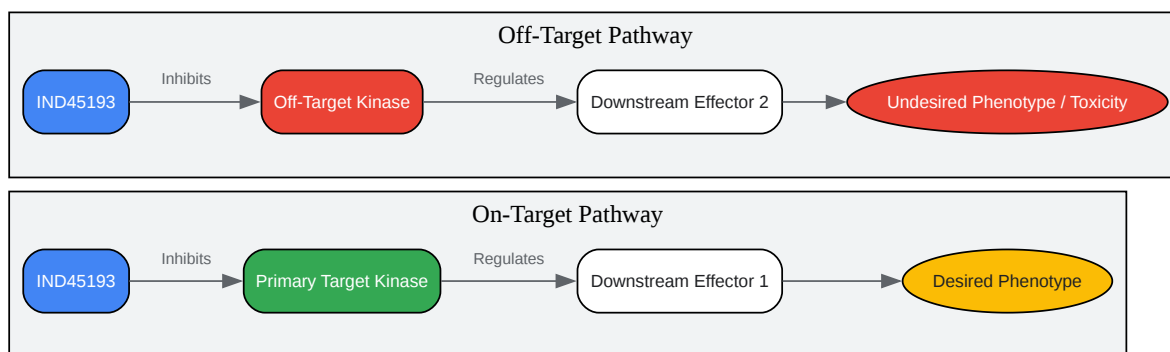 Off-Target Pathway
IND45193
Inhibits
Off-Target Kinase
Regulates
Downstream Effector 2
Undesired Phenotype / Toxicity
On-Target Pathway
IND45193
Inhibits
Primary Target Kinase
Regulates
Downstream Effector 1
Desired Phenotype